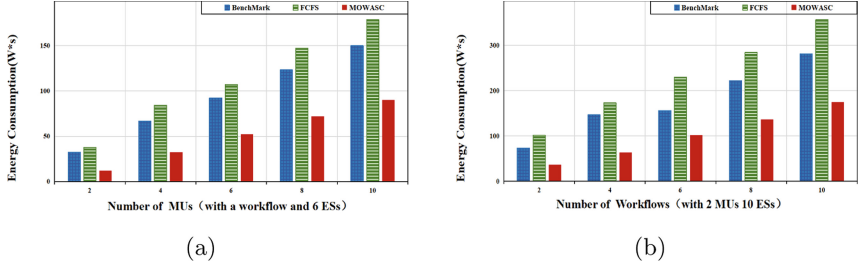 BenchMark FCFS MOWASC
Energy Consumption(W*s)
150
100
50
0
2 4 6 8 10
Number of MUs（with a workflow and 6 ESs）
(a)
BenchMark FCFS MOWASC
Energy Consumption(W*s)
300
200
100
0
2 4 6 8 10
Number of Workflows（with 2 MUs 10 ESs）
(b)